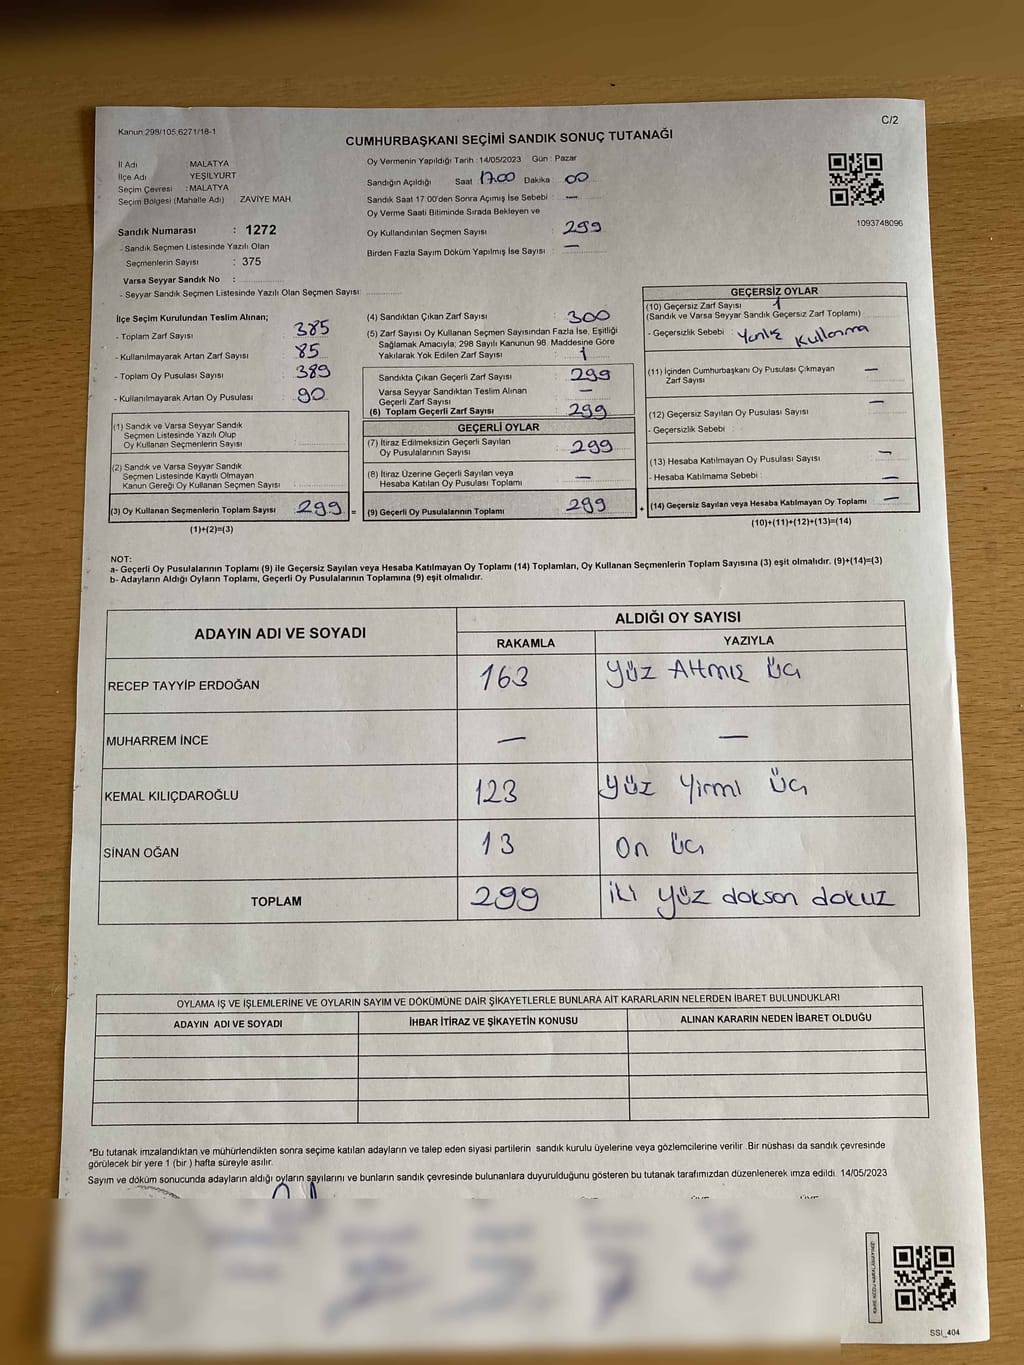 Kanun:298/105,6271/18-1
C/2
CUMHURBAŞKANI SEÇİMİ SANDIK SONUÇ TUTANAĞI
İl Adı : MALATYA
İlçe Adı : YEŞİLYURT
Seçim Çevresi : MALATYA
Seçim Bölgesi (Mahalle Adı) ZAVİYE MAH.
Oy Vermenin Yapıldığı Tarih : 14/05/2023 Gün : Pazar
Sandığın Açıldığı Saat 17.00 Dakika 00
Sandık Saat 17:00'den Sonra Açımış İse Sebebi : —
Oy Verme Saati Bitiminde Sırada Bekleyen ve
Oy Kullandırılan Seçmen Sayısı : 299
Birden Fazla Sayım Döküm Yapılmış İse Sayısı : —
1093748096
Sandık Numarası : 1272
- Sandık Seçmen Listesinde Yazılı Olan
Seçmenlerin Sayısı : 375
Varsa Seyyar Sandık No :
- Seyyar Sandık Seçmen Listesinde Yazılı Olan Seçmen Sayısı:
İlçe Seçim Kurulundan Teslim Alınan;
- Toplam Zarf Sayısı : 385
- Kullanılmayarak Artan Zarf Sayısı : 85
- Toplam Oy Pusulası Sayısı : 389
- Kullanılmayarak Artan Oy Pusulası : 90
(1) Sandık ve Varsa Seyyar Sandık
Seçmen Listesinde Yazılı Olup
Oy Kullanan Seçmenlerin Sayısı
(2) Sandık ve Varsa Seyyar Sandık
Seçmen Listesinde Kayıtlı Olmayan
Kanun Gereği Oy Kullanan Seçmen Sayısı :
(3) Oy Kullanan Seçmenlerin Toplam Sayısı 299 =
(1)+(2)=(3)
(4) Sandıktan Çıkan Zarf Sayısı : 300
(5) Zarf Sayısı Oy Kullanan Seçmen Sayısından Fazla İse, Eşitliği
Sağlamak Amacıyla; 298 Sayılı Kanunun 98. Maddesine Göre
Yakılarak Yok Edilen Zarf Sayısı : 1
Sandıkta Çıkan Geçerli Zarf Sayısı : 299
Varsa Seyyar Sandıktan Teslim Alınan
Geçerli Zarf Sayısı —
(6) Toplam Geçerli Zarf Sayısı : 299
GEÇERLİ OYLAR
(7) İtiraz Edilmeksizin Geçerli Sayılan
Oy Pusulalarının Sayısı : 299
(8) İtiraz Üzerine Geçerli Sayılan veya
Hesaba Katılan Oy Pusulası Toplamı : —
(9) Geçerli Oy Pusulalarının Toplamı : 299 +
GEÇERSİZ OYLAR
(10) Geçersiz Zarf Sayısı : 1
(Sandık ve Varsa Seyyar Sandık Geçersiz Zarf Toplamı)
- Geçersizlik Sebebi : Yanlış Kullanma
(11) İçinden Cumhurbaşkanı Oy Pusulası Çıkmayan
Zarf Sayısı —
(12) Geçersiz Sayılan Oy Pusulası Sayısı : —
- Geçersizlik Sebebi :
(13) Hesaba Katılmayan Oy Pusulası Sayısı : —
- Hesaba Katılmama Sebebi : —
(14) Geçersiz Sayılan veya Hesaba Katılmayan Oy Toplamı —
(10)+(11)+(12)+(13)=(14)
NOT:
a- Geçerli Oy Pusulalarının Toplamı (9) ile Geçersiz Sayılan veya Hesaba Katılmayan Oy Toplamı (14) Toplamları, Oy Kullanan Seçmenlerin Toplam Sayısına (3) eşit olmalıdır. (9)+(14)=(3)
b- Adayların Aldığı Oyların Toplamı, Geçerli Oy Pusulalarının Toplamına (9) eşit olmalıdır.
ADAYIN ADI VE SOYADI
ALDIĞI OY SAYISI
RAKAMLA YAZIYLA
RECEP TAYYİP ERDOĞAN 163 Yüz Altmış Üç
MUHARREM İNCE — —
KEMAL KILIÇDAROĞLU 123 Yüz Yirmi Üç
SİNAN OĞAN 13 On Üç
TOPLAM 299 iki yüz doksan dokuz
OYLAMA İŞ VE İŞLEMLERİNE VE OYLARIN SAYIM VE DÖKÜMÜNE DAİR ŞİKAYETLERLE BUNLARA AİT KARARLARIN NELERDEN İBARET BULUNDUKLARI
ADAYIN ADI VE SOYADI İHBAR İTİRAZ VE ŞİKAYETİN KONUSU ALINAN KARARIN NEDEN İBARET OLDUĞU
*Bu tutanak imzalandıktan ve mühürlendikten sonra seçime katılan adayların ve talep eden siyasi partilerin sandık kurulu üyelerine veya gözlemcilerine verilir. Bir nüshası da sandık çevresinde
görülecek bir yere 1 (bir) hafta süreyle asılır.
Sayım ve döküm sonucunda adayların aldığı oyların sayılarını ve bunların sandık çevresinde bulunanlara duyurulduğunu gösteren bu tutanak tarafımızdan düzenlenerek imza edildi. 14/05/2023
SSİ_404